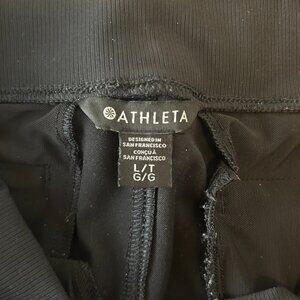 ATHLETA
DESIGNED IN
SAN FRANCISCO
CONÇU À
SAN FRANCISCO
L/T
G/G